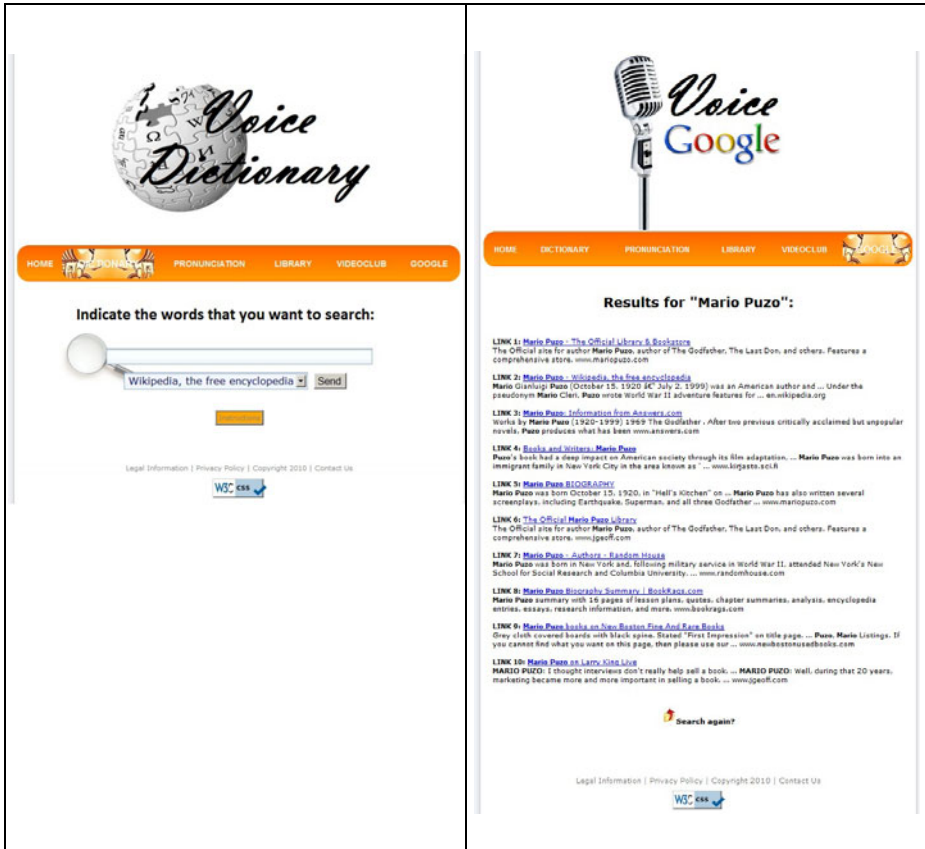 Voice
Dictionary
HOME DICTIONARY PRONUNCIATION LIBRARY VIDEOCLUB GOOGLE
Indicate the words that you want to search:
Wikipedia, the free encyclopedia Send
Instructions
Legal Information | Privacy Policy | Copyright 2010 | Contact Us
W3C css
Voice
Google
HOME DICTIONARY PRONUNCIATION LIBRARY VIDEOCLUB GOOGLE
Results for "Mario Puzo":
LINK 1: Mario Puzo - The Official Library & Bookstore
The Official site for author Mario Puzo, author of The Godfather, The Last Don, and others. Features a
comprehensive store. www.mariopuzo.com
LINK 2: Mario Puzo - Wikipedia, the free encyclopedia
Mario Gianluigi Puzo (October 15, 1920 â€“ July 2, 1999) was an American author and ... Under the
pseudonym Mario Cleri, Puzo wrote World War II adventure features for ... en.wikipedia.org
LINK 3: Mario Puzo: Information from Answers.com
Works by Mario Puzo (1920-1999) 1969 The Godfather . After two previous critically acclaimed but unpopular
novels, Puzo produces what has been www.answers.com
LINK 4: Books and Writers: Mario Puzo
Puzo's book had a deep impact on American society through its film adaptation, ... Mario Puzo was born into an
immigrant family in New York City in the area known as ' ... www.kirjasto.sci.fi
LINK 5: Mario Puzo BIOGRAPHY
Mario Puzo was born October 15, 1920, in "Hell's Kitchen" on ... Mario Puzo has also written several
screenplays, including Earthquake, Superman, and all three Godfather ... www.mariopuzo.com
LINK 6: The Official Mario Puzo Library
The Official site for author Mario Puzo, author of The Godfather, The Last Don, and others. Features a
comprehensive store. www.jgeoff.com
LINK 7: Mario Puzo - Authors - Random House
Mario Puzo was born in New York and, following military service in World War II, attended New York's New
School for Social Research and Columbia University. ... www.randomhouse.com
LINK 8: Mario Puzo Biography Summary | BookRags.com
Mario Puzo summary with 16 pages of lesson plans, quotes, chapter summaries, analysis, encyclopedia
entries, essays, research information, and more. www.bookrags.com
LINK 9: Mario Puzo books on New Boston Fine And Rare Books
Grey cloth covered boards with black spine. Stated "First Impression" on title page. ... Puzo, Mario Listings. If
you cannot find what you want on this page, then please use our ... www.newbostonusedbooks.com
LINK 10: Mario Puzo on Larry King Live
MARIO PUZO: I thought interviews don't really help sell a book. ... MARIO PUZO: Well, during that 20 years,
marketing became more and more important in selling a book. ... www.jgeoff.com
Search again?
Legal Information | Privacy Policy | Copyright 2010 | Contact Us
W3C css